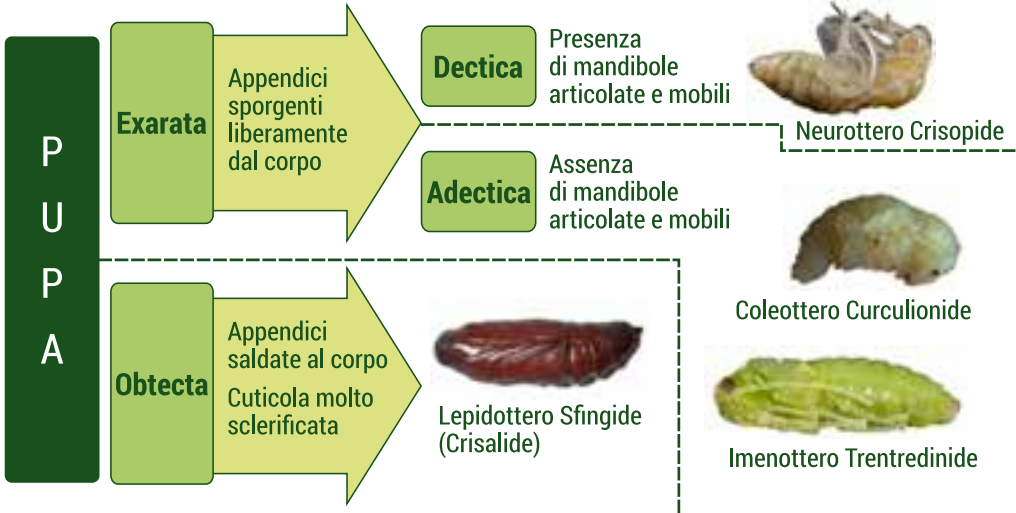 PUPA
Exarata
Appendici
sporgenti
liberamente
dal corpo
Dectica
Presenza
di mandibole
articolate e mobili
Neurottero Crisopide
Adectica
Assenza
di mandibole
articolate e mobili
Coleottero Curculionide
Imenottero Trentredinide
Obtecta
Appendici
saldate al corpo
Cuticola molto
sclerificata
Lepidottero Sfingide
(Crisalide)